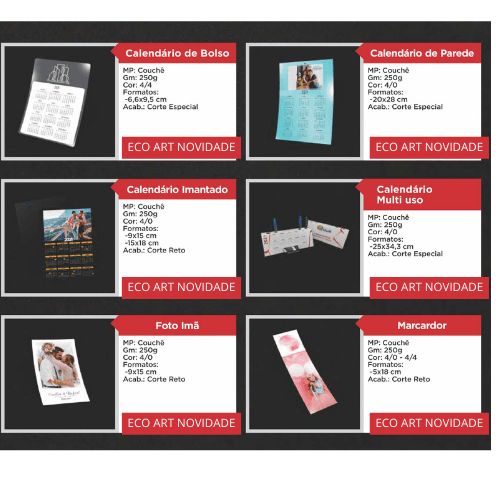 Calendário de Bolso
MP: Couchê
Gm: 250g
Cor: 4/4
Formatos:
-6,6x9,5 cm
Acab.: Corte Especial
ECO ART NOVIDADE
Calendário de Parede
MP: Couchê
Gm: 250g
Cor: 4/0
Formatos:
-20x28 cm
Acab.: Corte Especial
ECO ART NOVIDADE
Calendário Imantado
MP: Couchê
Gm: 250g
Cor: 4/0
Formatos:
-9x15 cm
-15x18 cm
Acab.: Corte Reto
ECO ART NOVIDADE
Calendário
Multi uso
MP: Couchê
Gm: 250g
Cor: 4/0
Formatos:
-25x34,3 cm
Acab.: Corte Especial
ECO ART NOVIDADE
Foto Imã
MP: Couchê
Gm: 250g
Cor: 4/0
Formatos:
-9x15 cm
Acab.: Corte Reto
ECO ART NOVIDADE
Marcardor
MP: Couchê
Gm: 250g
Cor: 4/0 - 4/4
Formatos:
-5x18 cm
Acab.: Corte Reto
ECO ART NOVIDADE